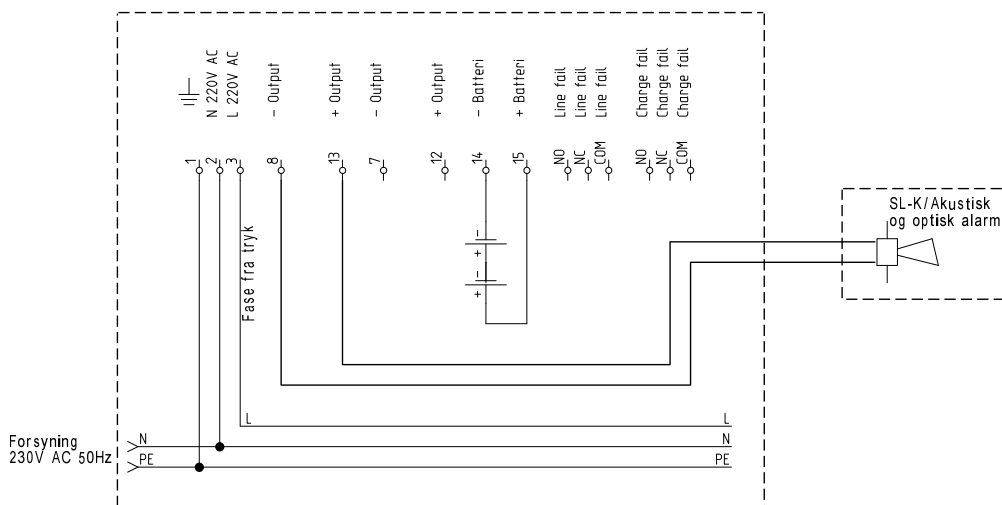 N 220V AC
L 220V AC
- Output
+ Output
- Output
+ Output
- Batteri
+ Batteri
Line fail
Line fail
Line fail
Charge fail
Charge fail
Charge fail
1
2
3
8
13
7
12
14
15
NO
NC
COM
NO
NC
COM
SL-K/Akustisk
og optisk alarm
Fase fra tryk
+ -
+ -
L
L
Forsyning
230V AC 50Hz
N
N
PE
PE